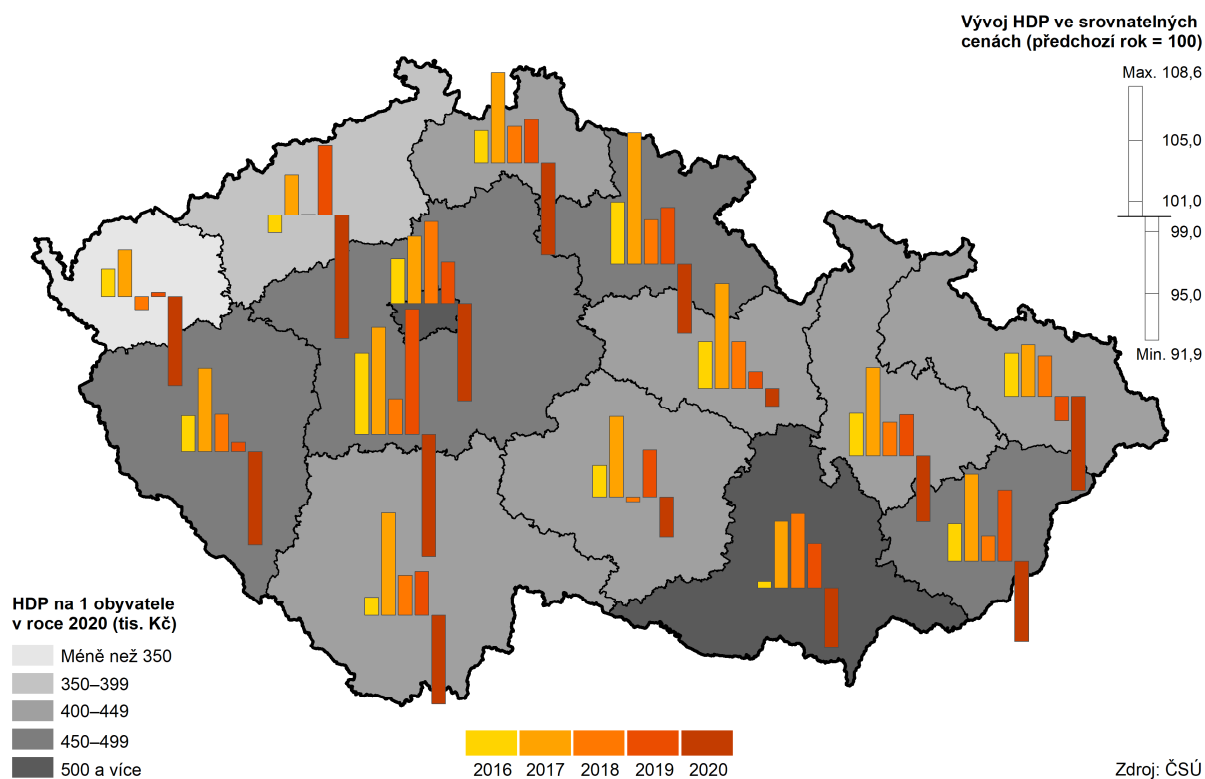 Vývoj HDP ve srovnatelných
cenách (předchozí rok = 100)
Max. 108,6
105,0
101,0
99,0
95,0
Min. 91,9
HDP na 1 obyvatele
v roce 2020 (tis. Kč)
Méně než 350
350–399
400–449
450–499
500 a více
2016 2017 2018 2019 2020
Zdroj: ČSÚ